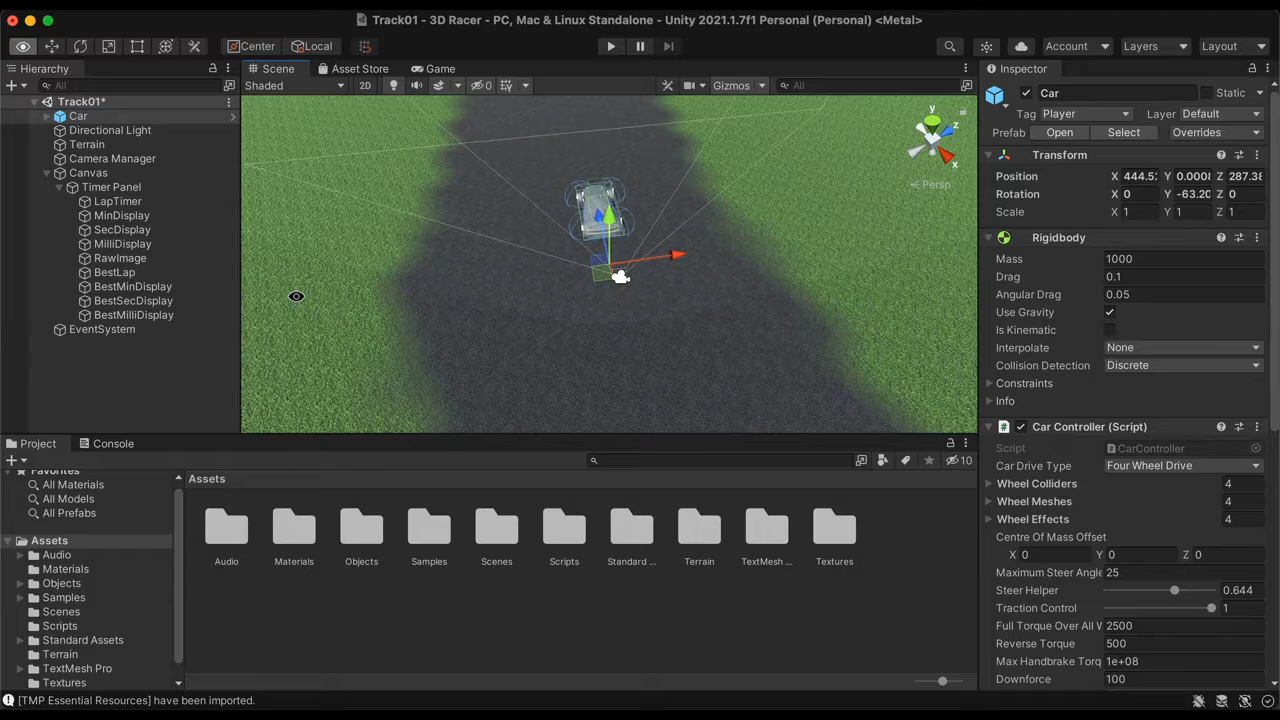 Track01 - 3D Racer - PC, Mac & Linux Standalone - Unity 2021.1.7f1 Personal (Personal) <Metal>
Center Local Account Layers Layout
Hierarchy
All
Track01*
Car
Directional Light
Terrain
Camera Manager
Canvas
Timer Panel
LapTimer
MinDisplay
SecDisplay
MilliDisplay
RawImage
BestLap
BestMinDisplay
BestSecDisplay
BestMilliDisplay
EventSystem
Scene Asset Store Game
Shaded 2D 0 Gizmos All
y
z
x
Persp
Inspector
Car Static
Tag Player Layer Default
Prefab Open Select Overrides
Transform
Position X 444.5 Y 0.0008 Z 287.38
Rotation X 0 Y -63.20 Z 0
Scale X 1 Y 1 Z 1
Rigidbody
Mass 1000
Drag 0.1
Angular Drag 0.05
Use Gravity
Is Kinematic
Interpolate None
Collision Detection Discrete
Constraints
Info
Car Controller (Script)
Script CarController
Car Drive Type Four Wheel Drive
Wheel Colliders 4
Wheel Meshes 4
Wheel Effects 4
Centre Of Mass Offset
X 0 Y 0 Z 0
Maximum Steer Angle 25
Steer Helper 0.644
Traction Control 1
Full Torque Over All W 2500
Reverse Torque 500
Max Handbrake Torq 1e+08
Downforce 100
Project Console
10
Favorites
All Materials
All Models
All Prefabs
Assets
Audio
Materials
Objects
Samples
Scenes
Scripts
Standard Assets
Terrain
TextMesh Pro
Textures
Assets
Audio Materials Objects Samples Scenes Scripts Standard ... Terrain TextMesh ... Textures
[TMP Essential Resources] have been imported.